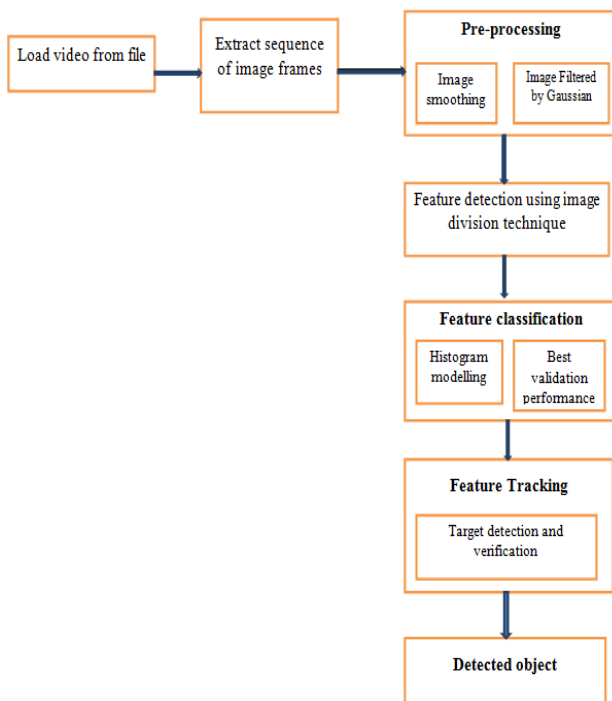 Load video from file
Extract sequence
of image frames
Pre-processing
Image
smoothing
Image Filtered
by Gaussian
Feature detection using image
division technique
Feature classification
Histogram
modelling
Best
validation
performance
Feature Tracking
Target detection and
verification
Detected object